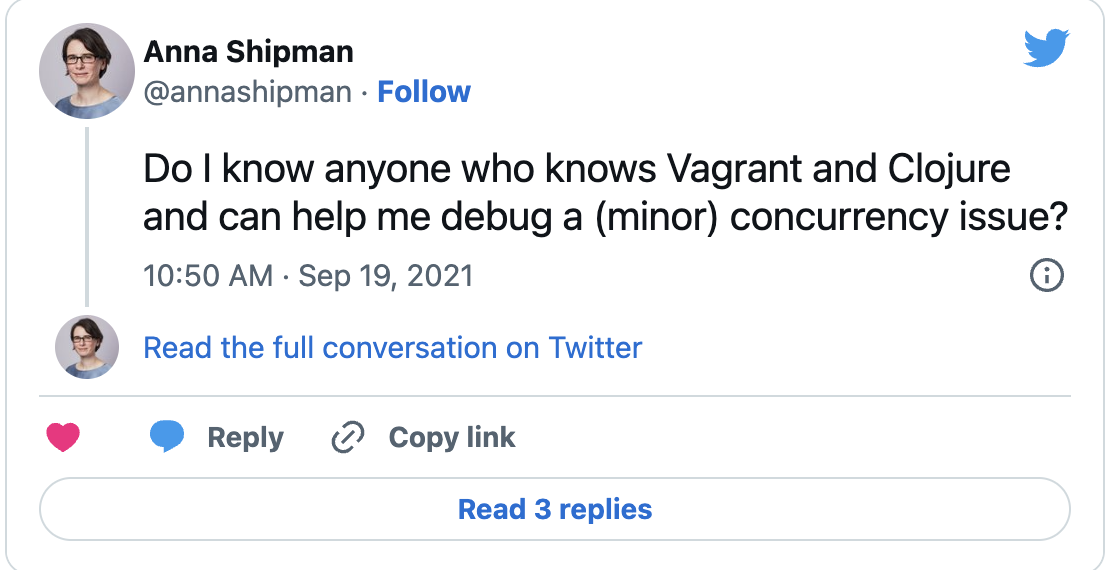 Anna Shipman
@annashipman · Follow
Do I know anyone who knows Vagrant and Clojure
and can help me debug a (minor) concurrency issue?
10:50 AM · Sep 19, 2021
Read the full conversation on Twitter
Reply Copy link
Read 3 replies